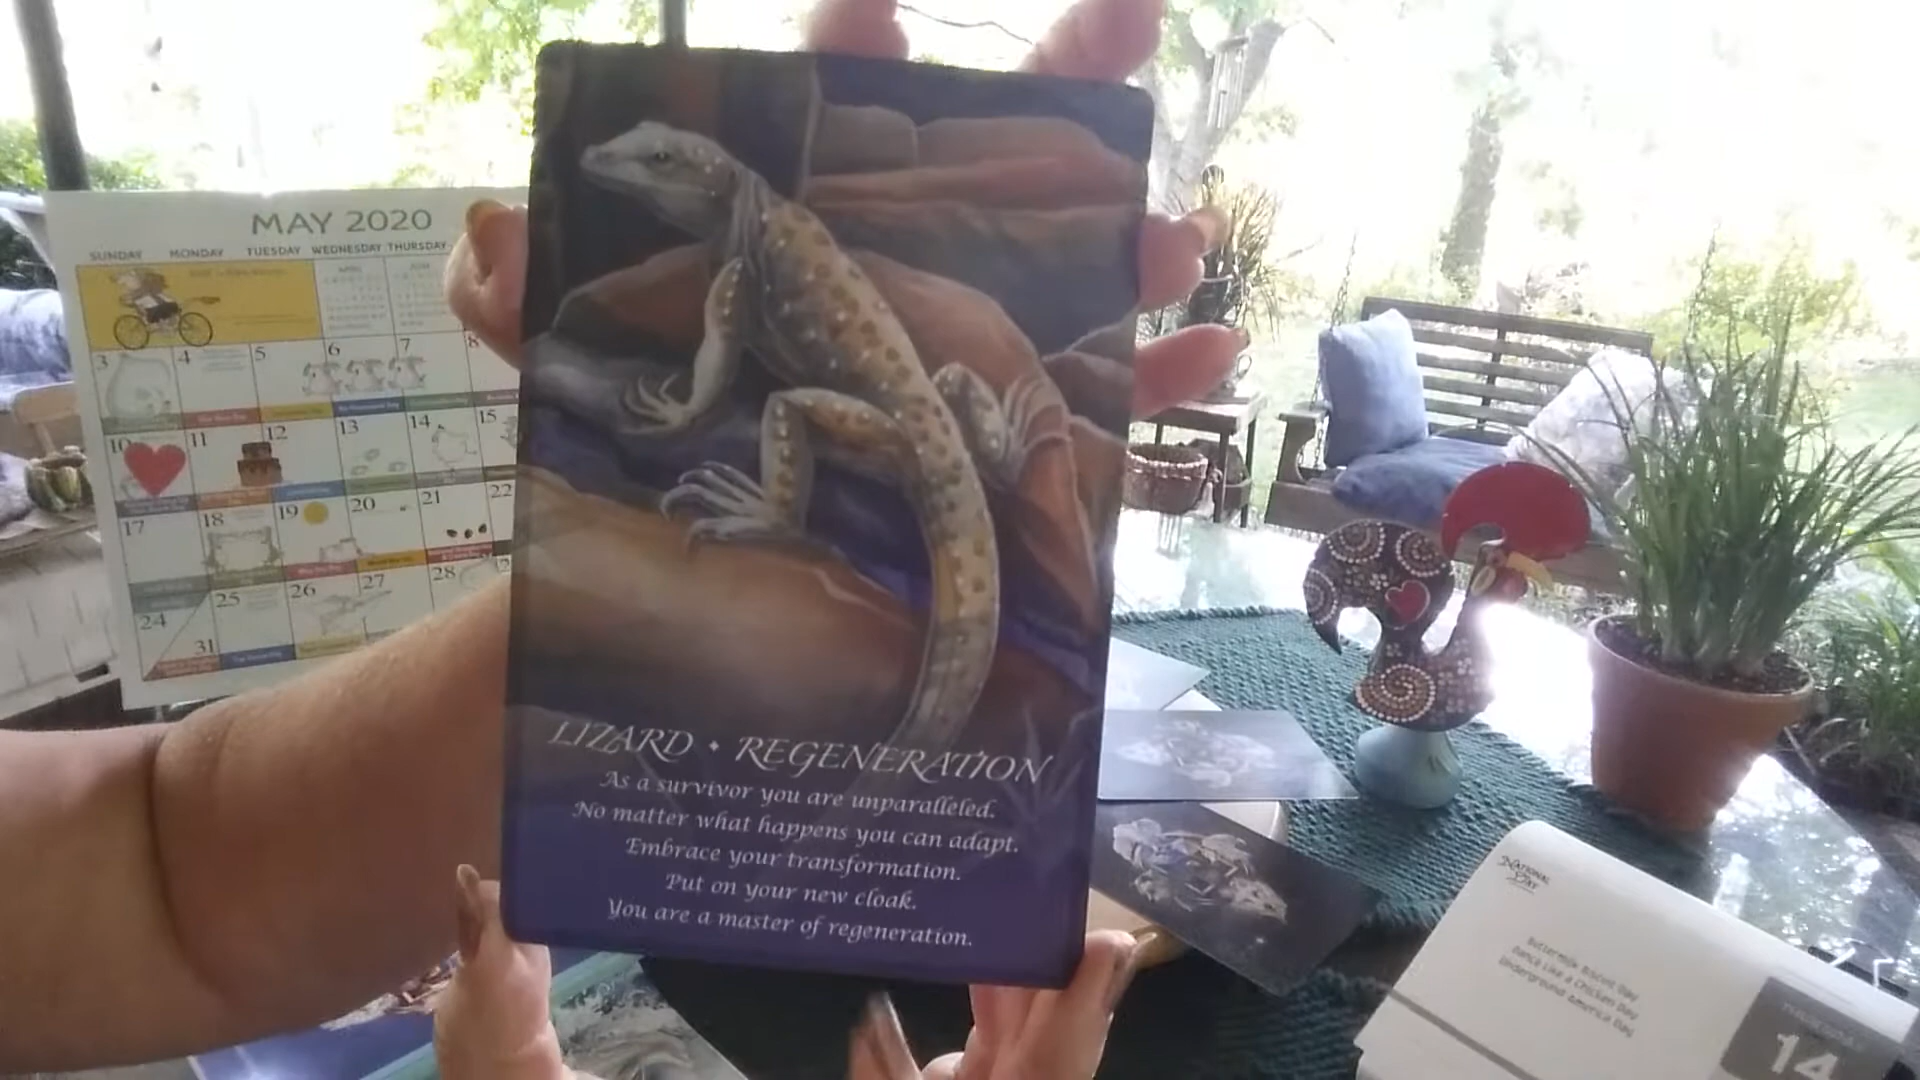 MAY 2020
SUNDAY MONDAY TUESDAY WEDNESDAY THURSDAY
3 4 5 6 7 8
10 11 12 13 14 15
17 18 19 20 21 22
24 25 26 27 28
31
LIZARD • REGENERATION
As a survivor you are unparalleled.
No matter what happens you can adapt.
Embrace your transformation.
Put on your new cloak.
You are a master of regeneration.
NATIONAL
DAY
Buttermilk Biscuit Day
Dance Like a Chicken Day
Underground America Day
14